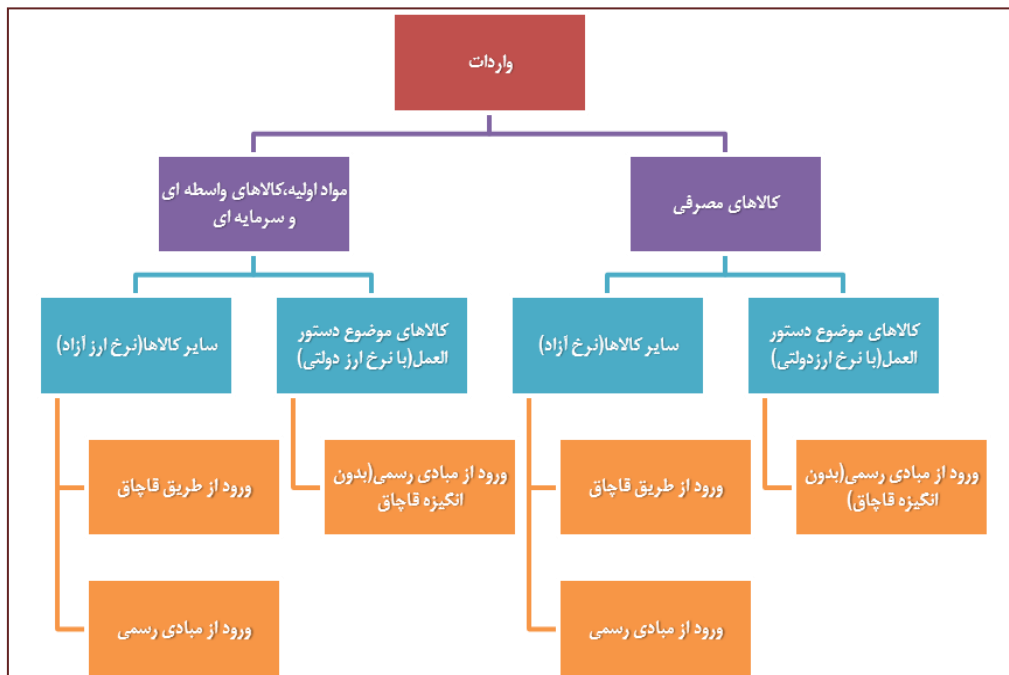 واردات
کالاهای مصرفی
مواد اولیه،کالاهای واسطه ای
و سرمایه ای
کالاهای موضوع دستور
العمل(با نرخ ارزدولتی)
سایر کالاها(نرخ آزاد)
کالاهای موضوع دستور
العمل(با نرخ ارز دولتی)
سایر کالاها(نرخ ارز آزاد)
ورود از مبادی رسمی(بدون
انگیزه قاچاق)
ورود از طریق قاچاق
ورود از مبادی رسمی(بدون
انگیزه قاچاق
ورود از طریق قاچاق
ورود از مبادی رسمی
ورود از مبادی رسمی